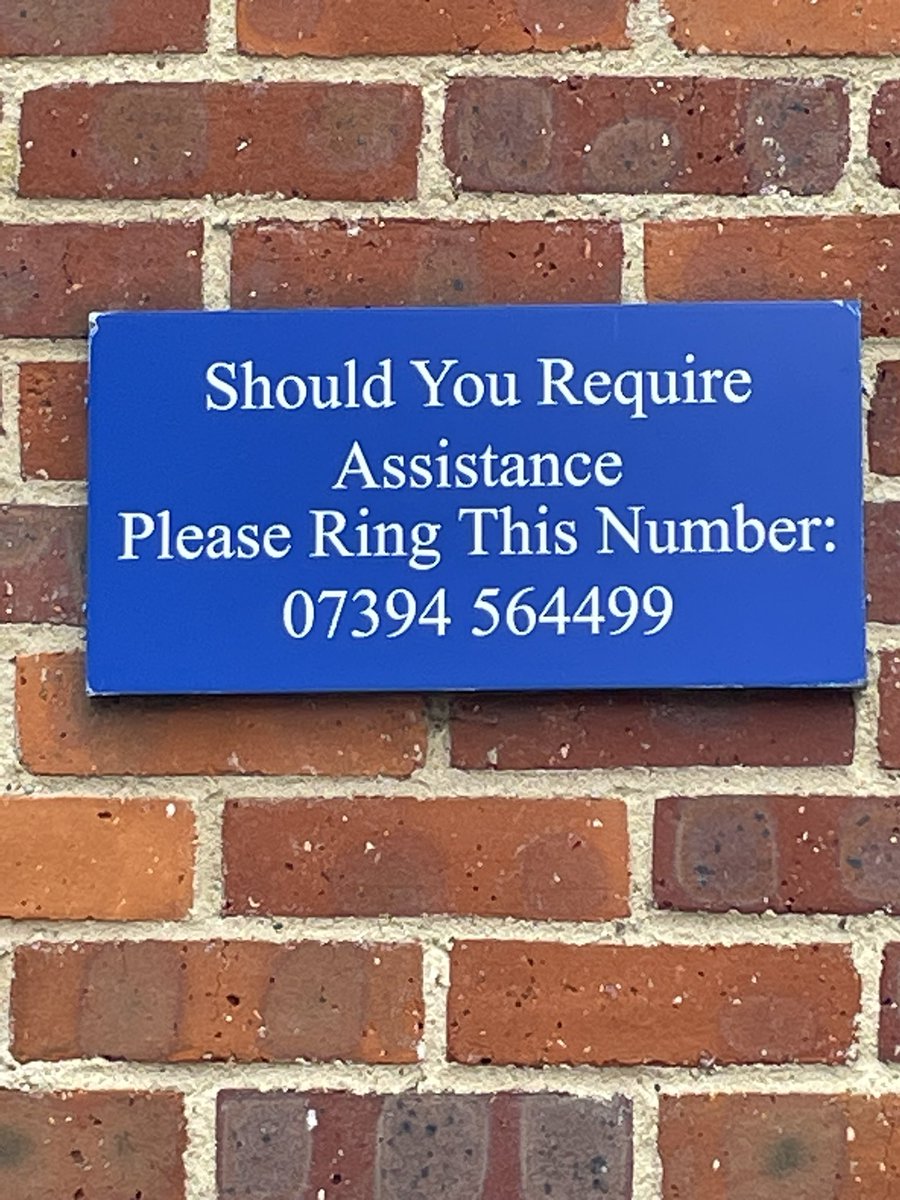 Should You Require
Assistance
Please Ring This Number:
07394 564499